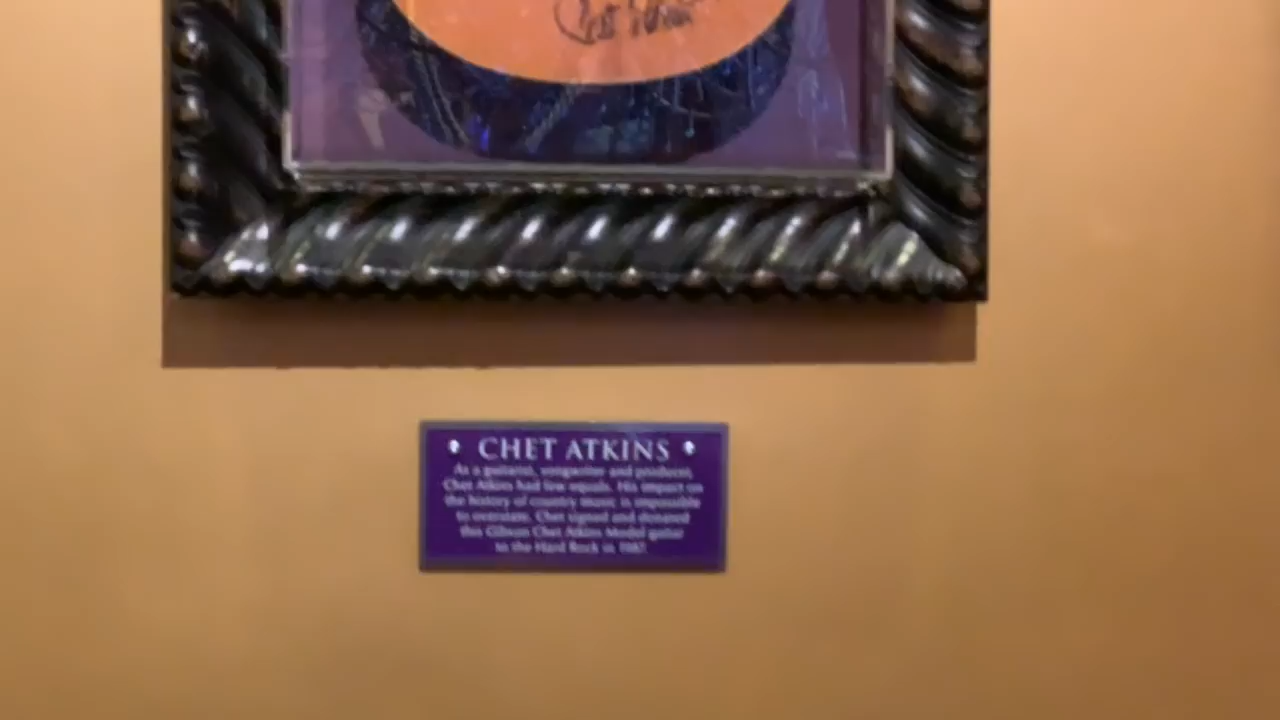 CHET ATKINS
As a guitarist, songwriter and producer,
Chet Atkins had few equals. His impact on
the history of country music is impossible
to overstate. Chet signed and donated
this Gibson Chet Atkins Model guitar
to the Hard Rock in 1987.